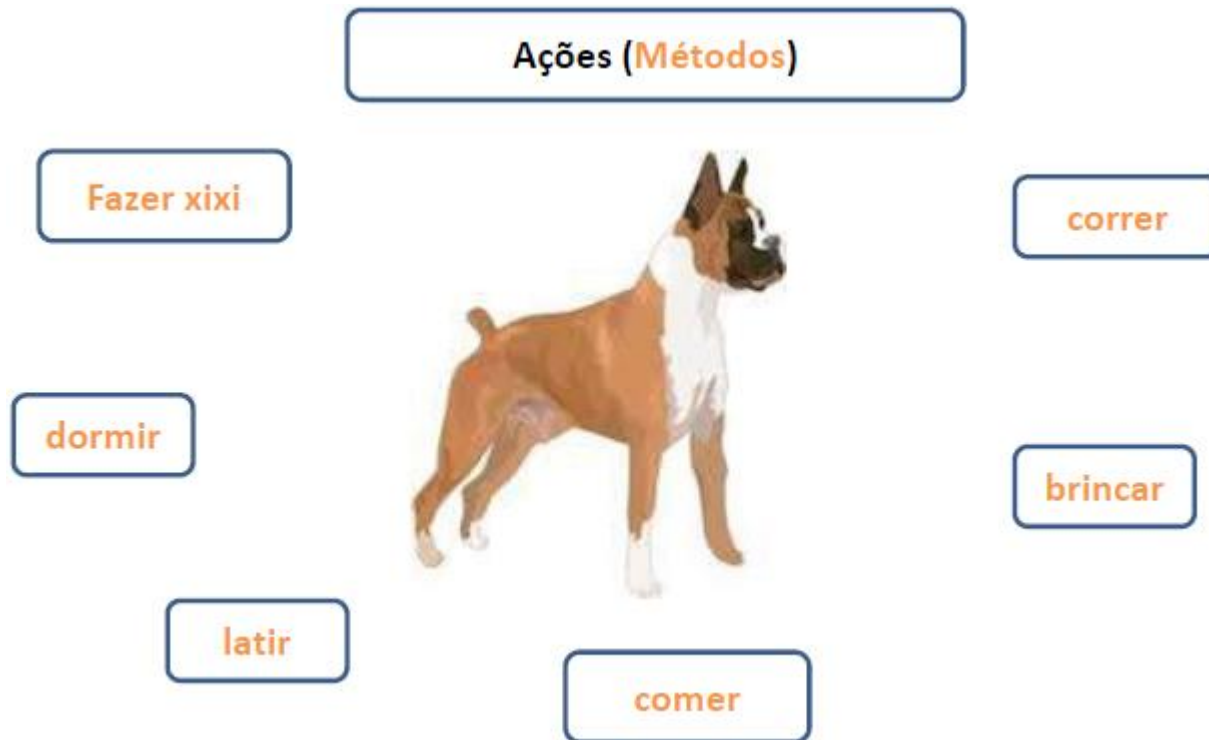 Ações (Métodos)
Fazer xixi
correr
dormir
brincar
latir
comer